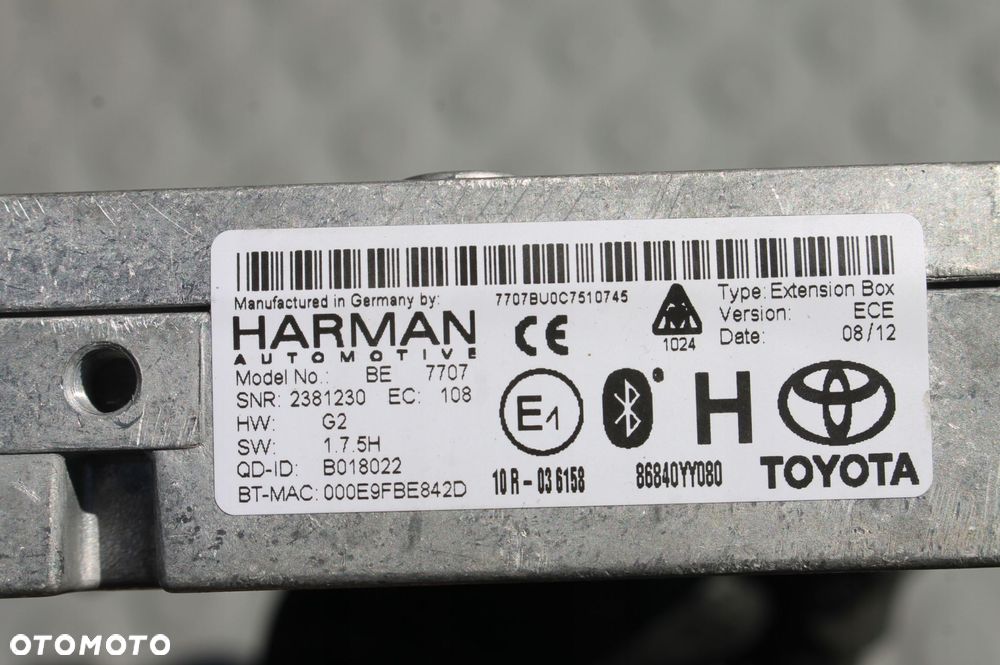 Manufactured in Germany by:
HARMAN
AUTOMOTIVE
Model No.: BE 7707
SNR: 2381230 EC: 108
HW: G2
SW: 1.7.5H
QD-ID: B018022
BT-MAC: 000E9FBE842D
7707BU0C7510745
CE
E1
10 R - 03 6158
1024
H
86840YY080
Type: Extension Box
Version: ECE
Date: 08/12
TOYOTA
OTOMOTO